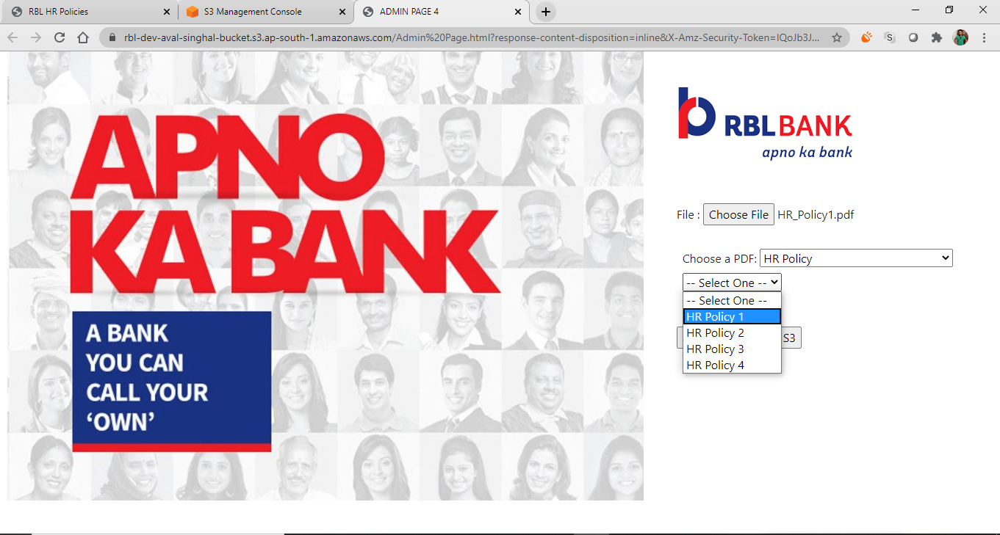 RBL HR Policies
S3 Management Console
ADMIN PAGE 4
rbl-dev-aval-singhal-bucket.s3.ap-south-1.amazonaws.com/Admin%20Page.html?response-content-disposition=inline&X-Amz-Security-Token=IQoJb3J...
S
APNO
KA BANK
A BANK
YOU CAN
CALL YOUR
‘OWN’
RBL BANK
apno ka bank
File : Choose File HR_Policy1.pdf
Choose a PDF: HR Policy
-- Select One --
-- Select One --
HR Policy 1
HR Policy 2
S3
HR Policy 3
HR Policy 4